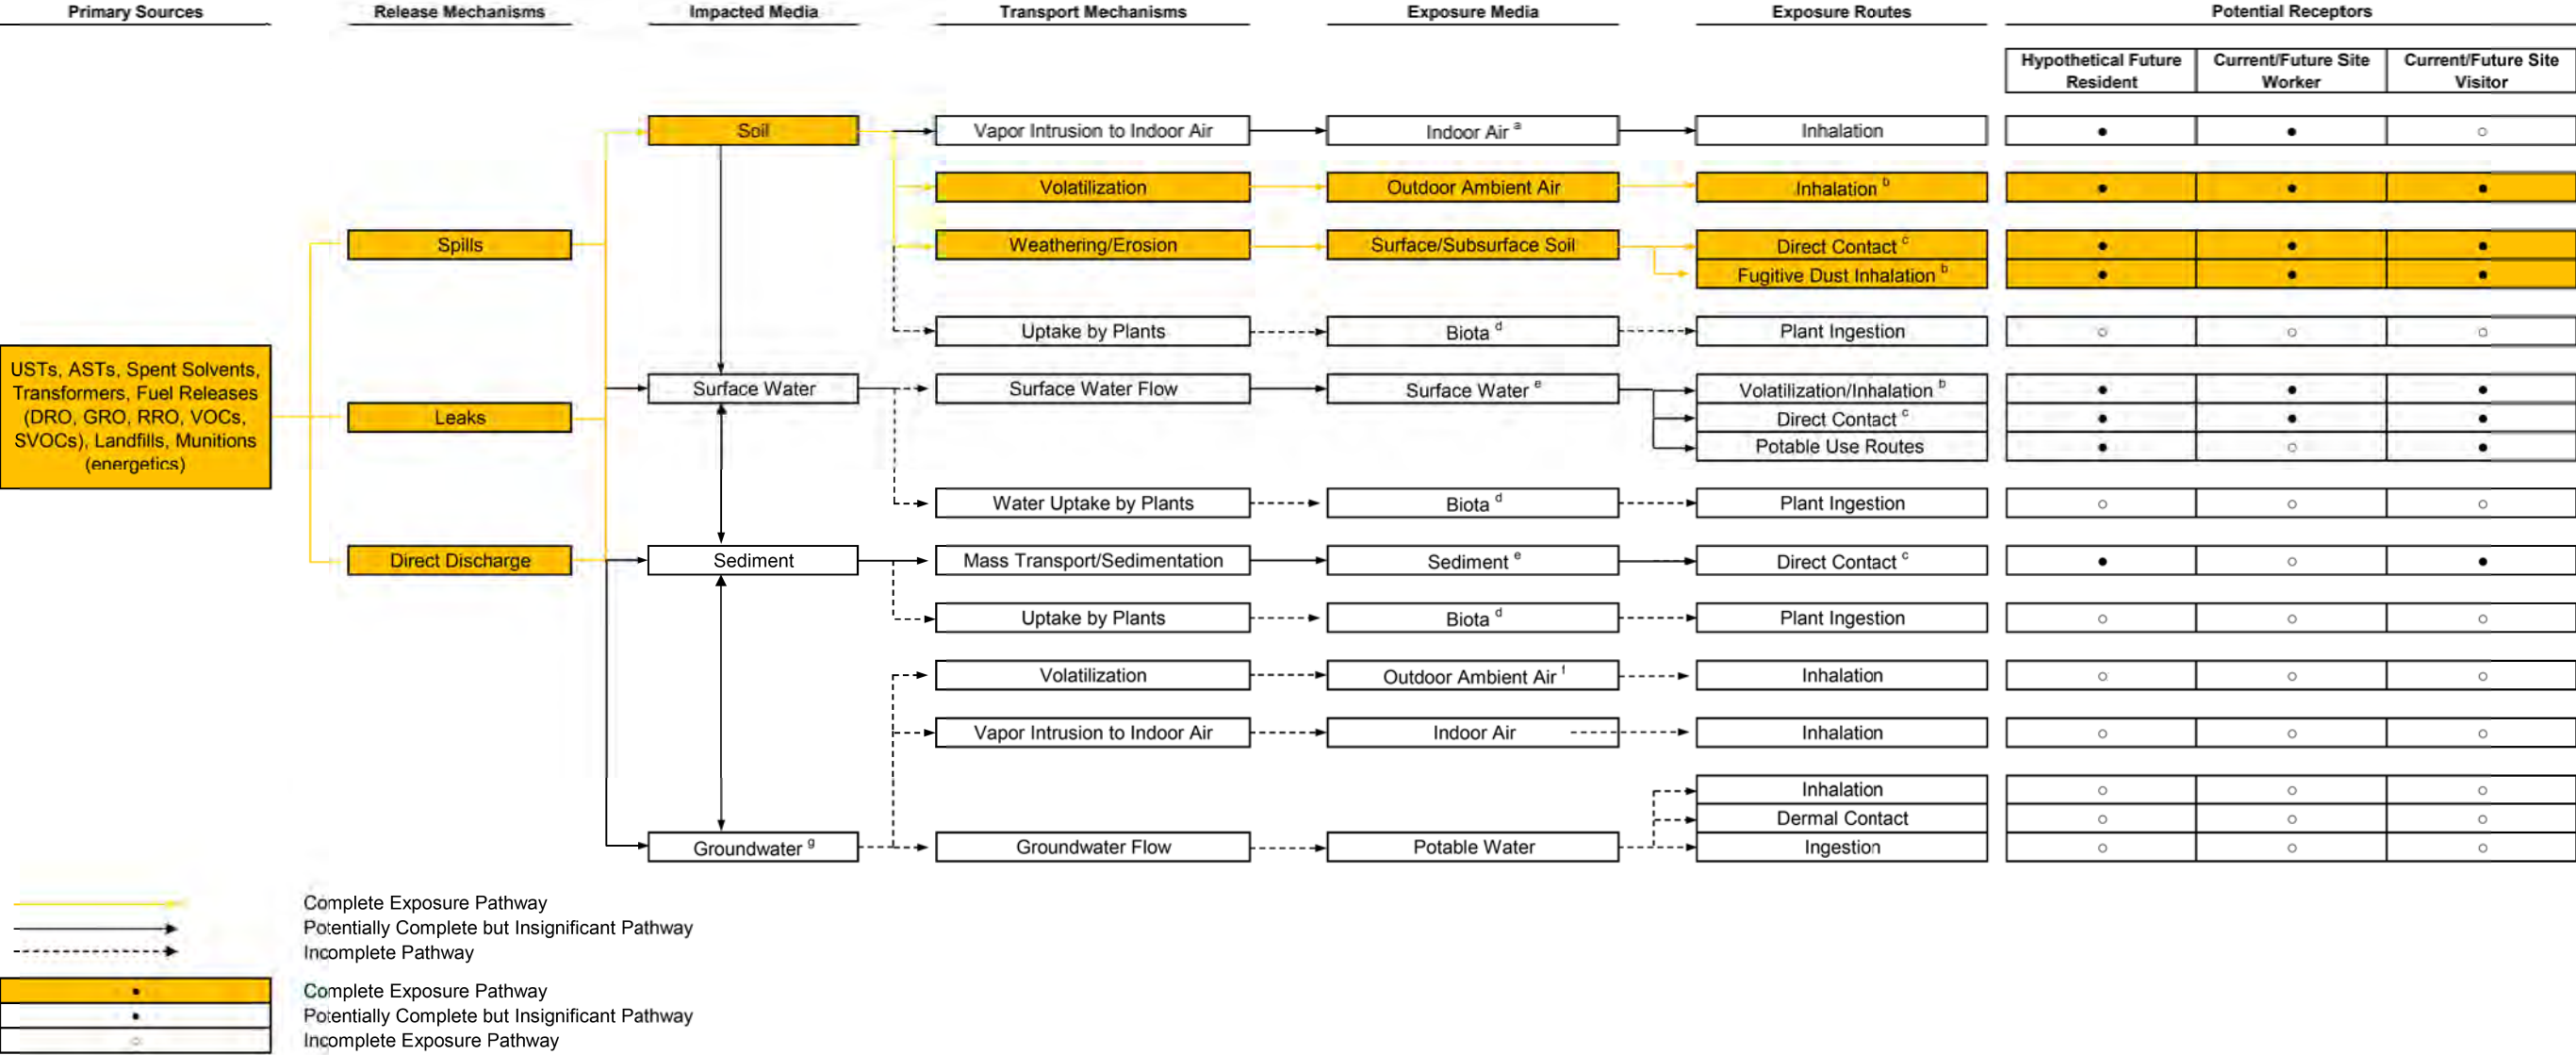 Primary Sources
Release Mechanisms
Impacted Media
Transport Mechanisms
Exposure Media
Exposure Routes
Potential Receptors
Hypothetical Future
Resident
Current/Future Site
Worker
Current/Future Site
Visitor
Soil
Vapor Intrusion to Indoor Air
Indoor Air a
Inhalation
Volatilization
Outdoor Ambient Air
Inhalation b
Spills
Weathering/Erosion
Surface/Subsurface Soil
Direct Contact c
Fugitive Dust Inhalation b
Uptake by Plants
Biota d
Plant Ingestion
USTs, ASTs, Spent Solvents,
Transformers, Fuel Releases
(DRO, GRO, RRO, VOCs,
SVOCs), Landfills, Munitions
(energetics)
Surface Water
Surface Water Flow
Surface Water e
Volatilization/Inhalation b
Leaks
Direct Contact c
Potable Use Routes
Water Uptake by Plants
Biota d
Plant Ingestion
Direct Discharge
Sediment
Mass Transport/Sedimentation
Sediment e
Direct Contact c
Uptake by Plants
Biota d
Plant Ingestion
Volatilization
Outdoor Ambient Air f
Inhalation
Vapor Intrusion to Indoor Air
Indoor Air
Inhalation
Inhalation
Dermal Contact
Groundwater g
Groundwater Flow
Potable Water
Ingestion
Complete Exposure Pathway
Potentially Complete but Insignificant Pathway
Incomplete Pathway
Complete Exposure Pathway
Potentially Complete but Insignificant Pathway
Incomplete Exposure Pathway